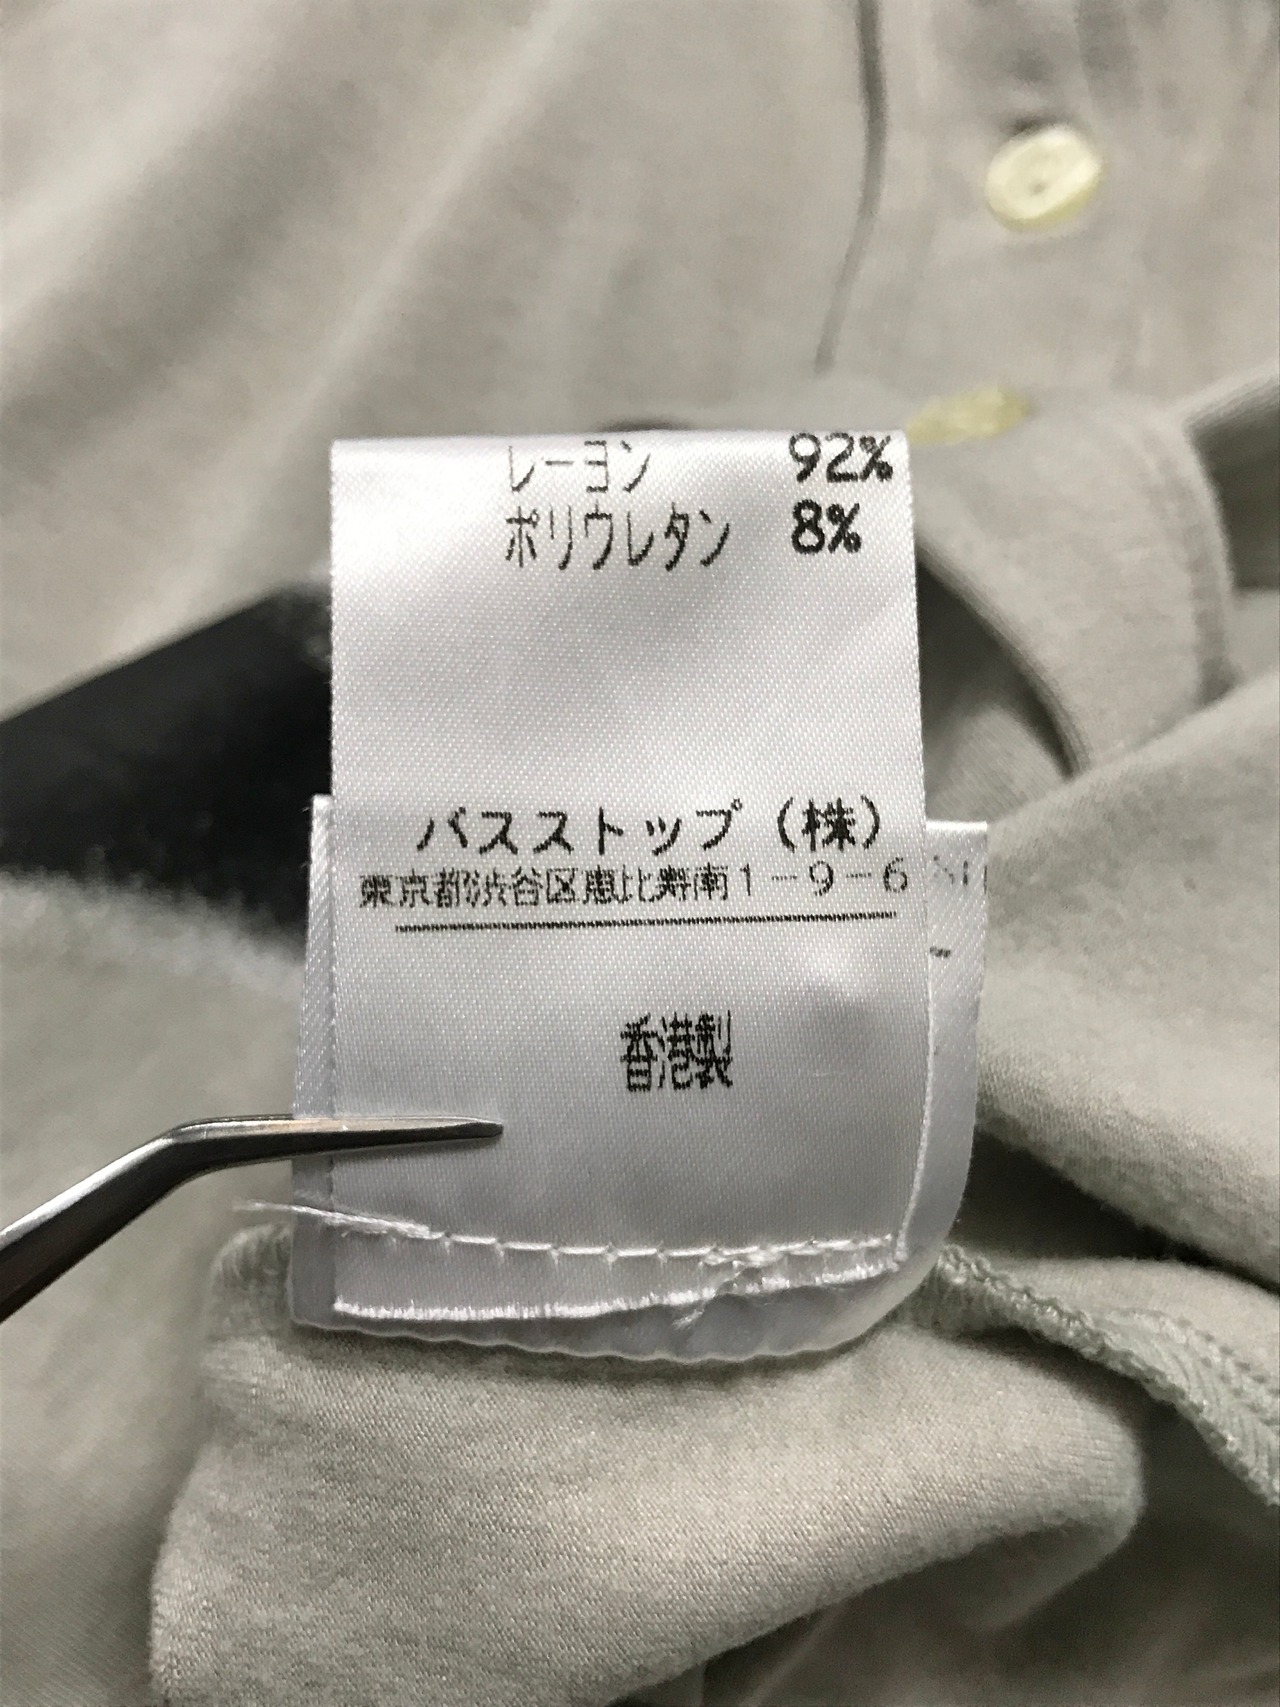 レーヨン 92%
ポリウレタン 8%
バスストップ（株）
東京都渋谷区恵比寿南1-9-6
香港製